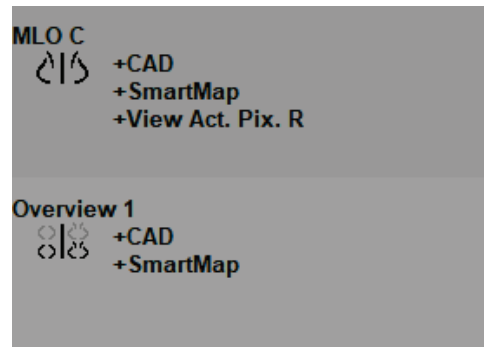 MLO C
+CAD
+SmartMap
+View Act. Pix. R
Overview 1
+CAD
+SmartMap